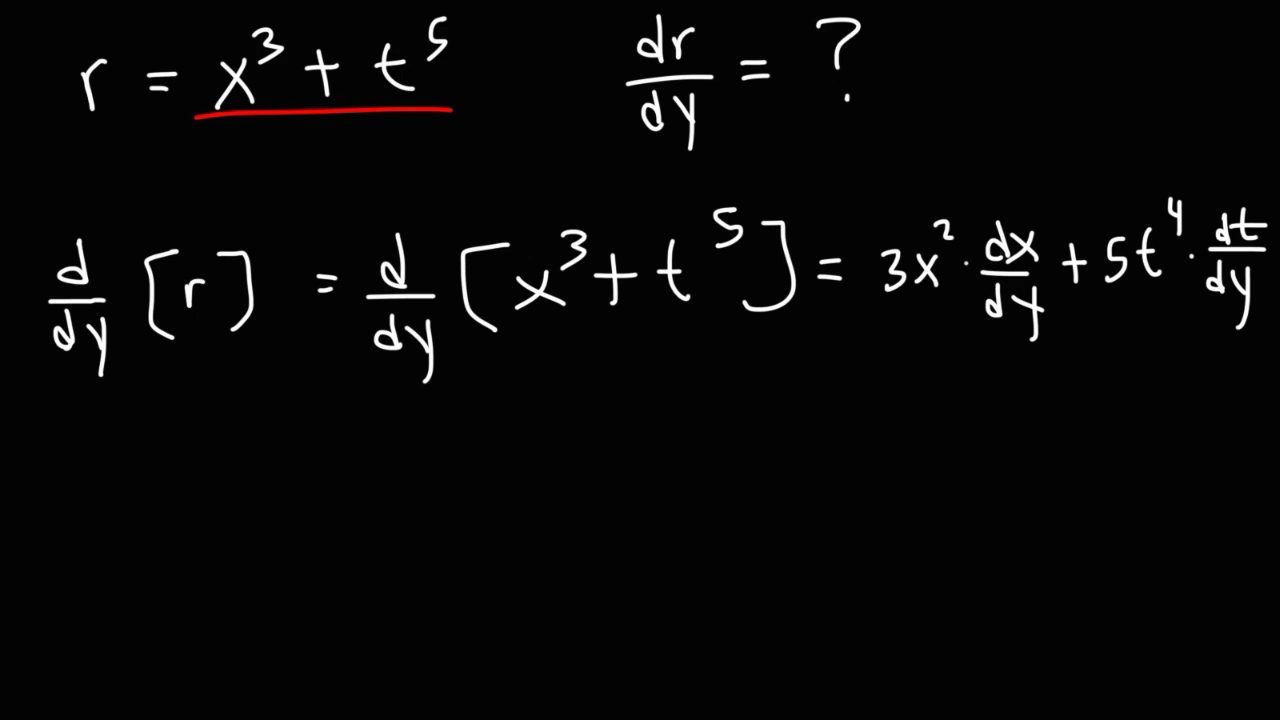 r = x³ + t⁵    dr/dy = ?
d/dy [r] = d/dy [x³ + t⁵] = 3x² · dx/dy + 5t⁴ · dt/dy